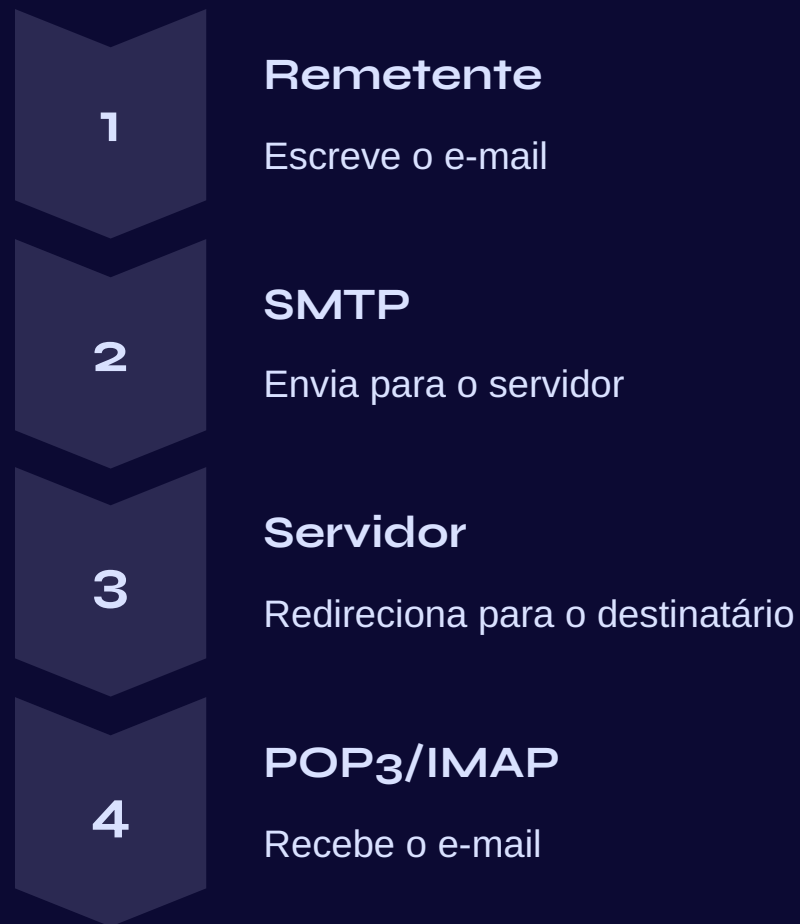 1
Remetente
Escreve o e-mail
2
SMTP
Envia para o servidor
3
Servidor
Redireciona para o destinatário
4
POP3/IMAP
Recebe o e-mail